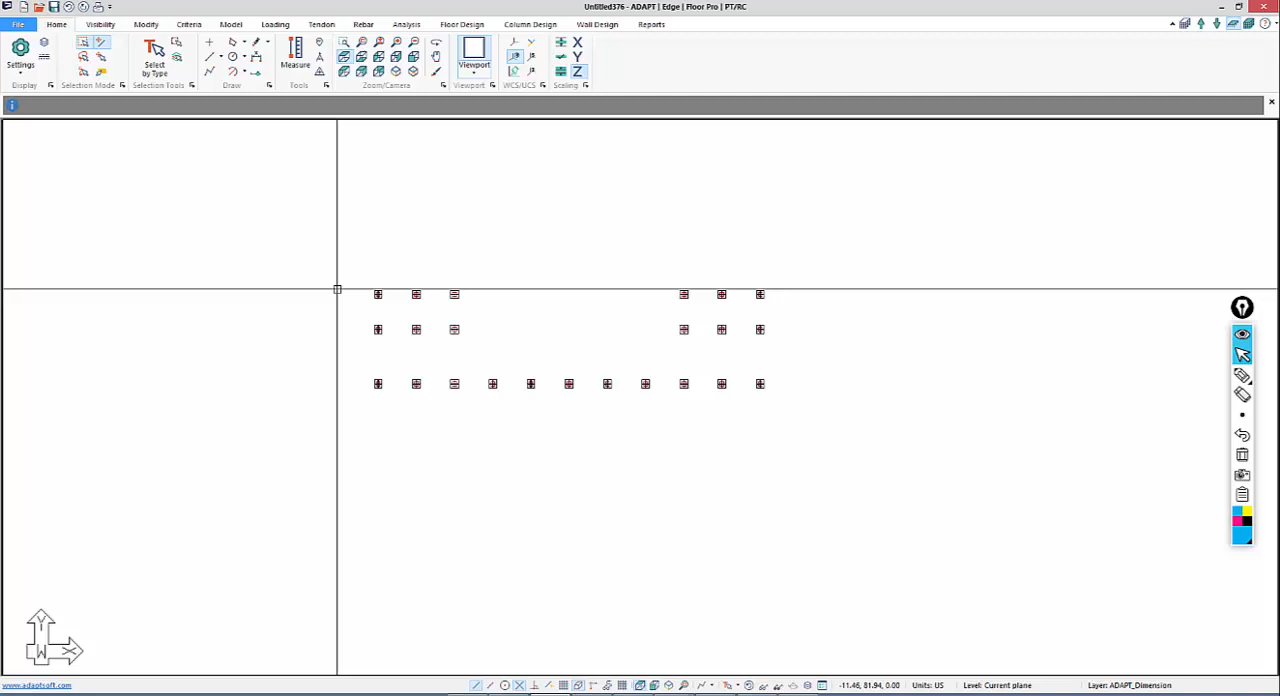 Untitled376 - ADAPT | Edge | Floor Pro | PT/RC
File Home Visibility Modify Criteria Model Loading Tendon Rebar Analysis Floor Design Column Design Wall Design Reports
Settings
Select by Type
Measure
Viewport
X
Y
Z
Display Selection Mode Selection Tools Draw Tools Zoom/Camera Viewport WCS/UCS Scaling
Y
W X
www.adaptsoft.com
-11.46, 81.94, 0.00 Units: US Level: Current plane Layer: ADAPT_Dimension